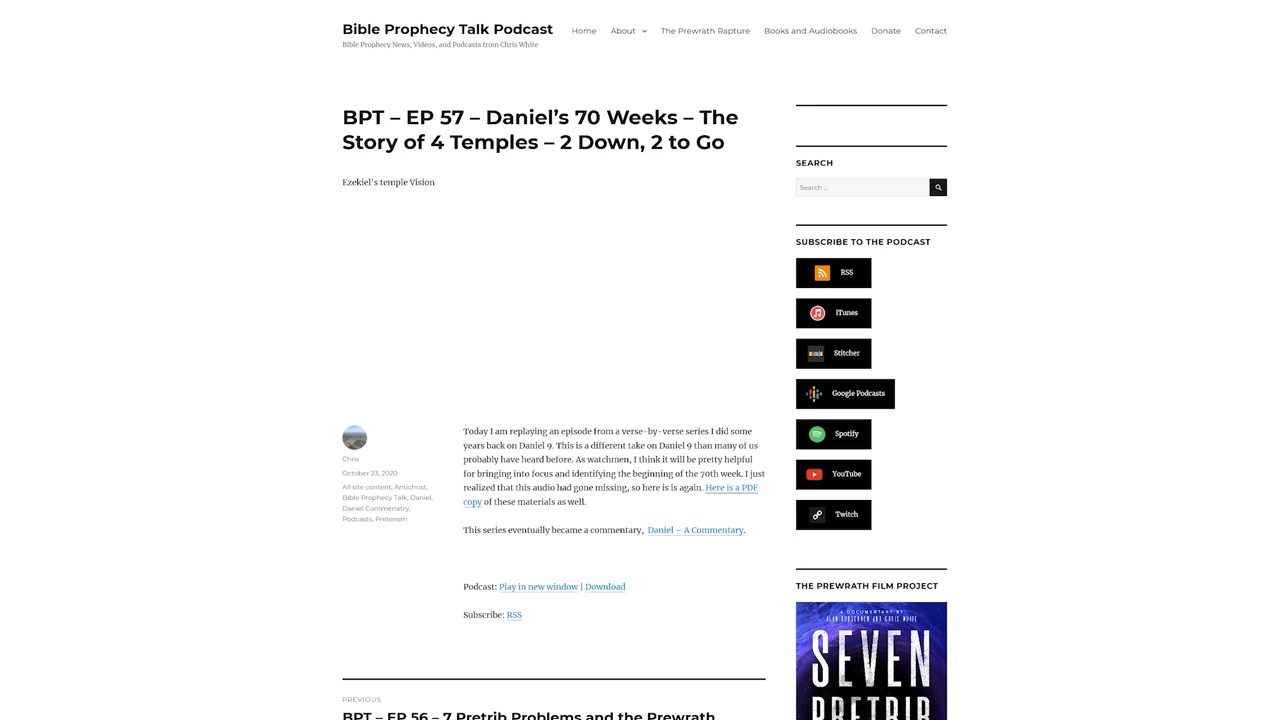 Bible Prophecy Talk Podcast
Bible Prophecy News, Videos, and Podcasts from Chris White
Home About The Prewrath Rapture Books and Audiobooks Donate Contact
BPT – EP 57 – Daniel’s 70 Weeks – The
Story of 4 Temples – 2 Down, 2 to Go
Ezekiel's temple Vision
Chris
October 23, 2020
All site content, Antichrist,
Bible Prophecy Talk, Daniel,
Daniel Commenatry,
Podcasts, Preterism
Today I am replaying an episode from a verse-by-verse series I did some
years back on Daniel 9. This is a different take on Daniel 9 than many of us
probably have heard before. As watchmen, I think it will be pretty helpful
for bringing into focus and identifying the beginning of the 70th week. I just
realized that this audio had gone missing, so here is is again. Here is a PDF
copy of these materials as well.
This series eventually became a commentary, Daniel – A Commentary.
Podcast: Play in new window | Download
Subscribe: RSS
PREVIOUS
BPT – EP 56 – 7 Pretrib Problems and the Prewrath
SEARCH
Search …
SUBSCRIBE TO THE PODCAST
RSS
iTunes
Stitcher
Google Podcasts
Spotify
YouTube
Twitch
THE PREWRATH FILM PROJECT
A DOCUMENTARY BY
ALAN KURSCHNER AND CHRIS WHITE
SEVEN
PRETRIB